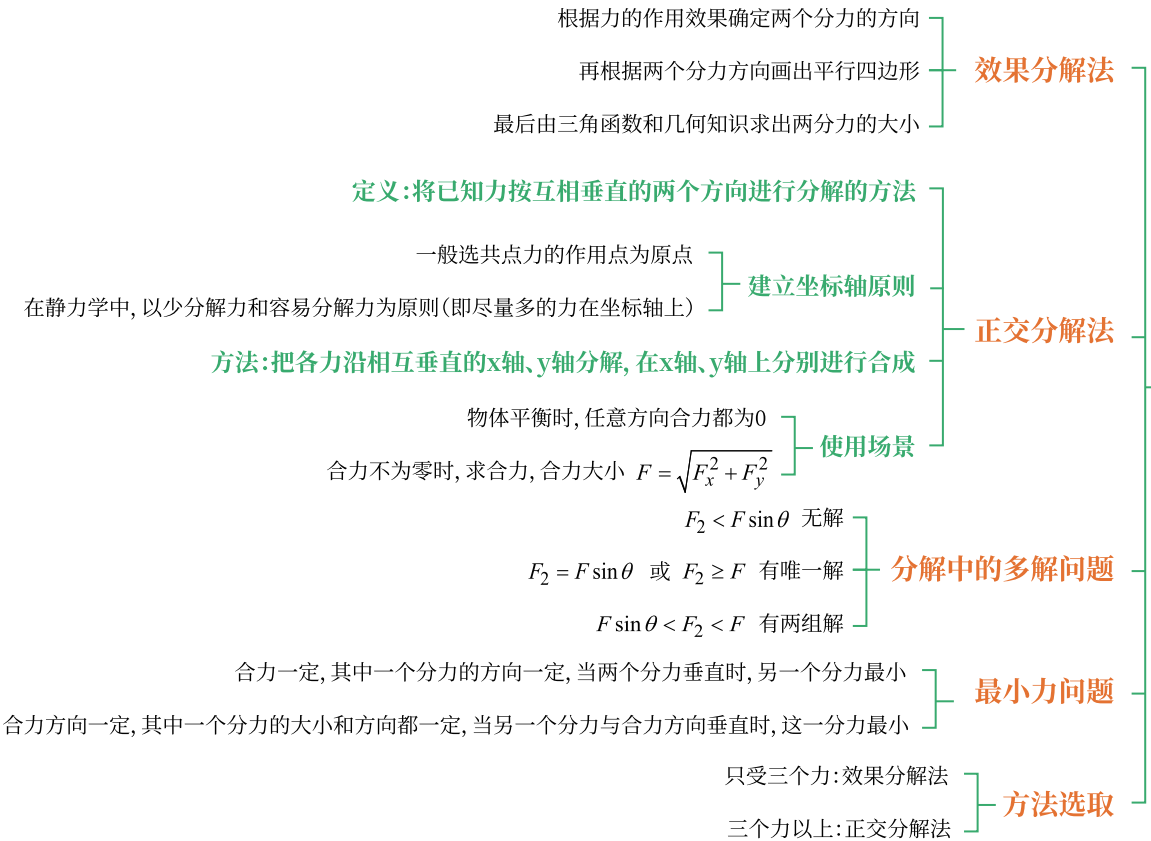 根据力的作用效果确定两个分力的方向
再根据两个分力方向画出平行四边形
效果分解法
最后由三角函数和几何知识求出两分力的大小
定义:将已知力按互相垂直的两个方向进行分解的方法
一般选共点力的作用点为原点
建立坐标轴原则
在静力学中,以少分解力和容易分解力为原则(即尽量多的力在坐标轴上)
正交分解法
方法:把各力沿相互垂直的x轴、y轴分解,在x轴、y轴上分别进行合成
物体平衡时,任意方向合力都为0
使用场景
合力不为零时,求合力,合力大小 F = √(F_x^2 + F_y^2)
F_2 < F sin θ 无解
F_2 = F sin θ 或 F_2 ≥ F 有唯一解
分解中的多解问题
F sin θ < F_2 < F 有两组解
合力一定,其中一个分力的方向一定,当两个分力垂直时,另一个分力最小
最小力问题
合力方向一定,其中一个分力的大小和方向都一定,当另一个分力与合力方向垂直时,这一分力最小
只受三个力:效果分解法
方法选取
三个力以上:正交分解法